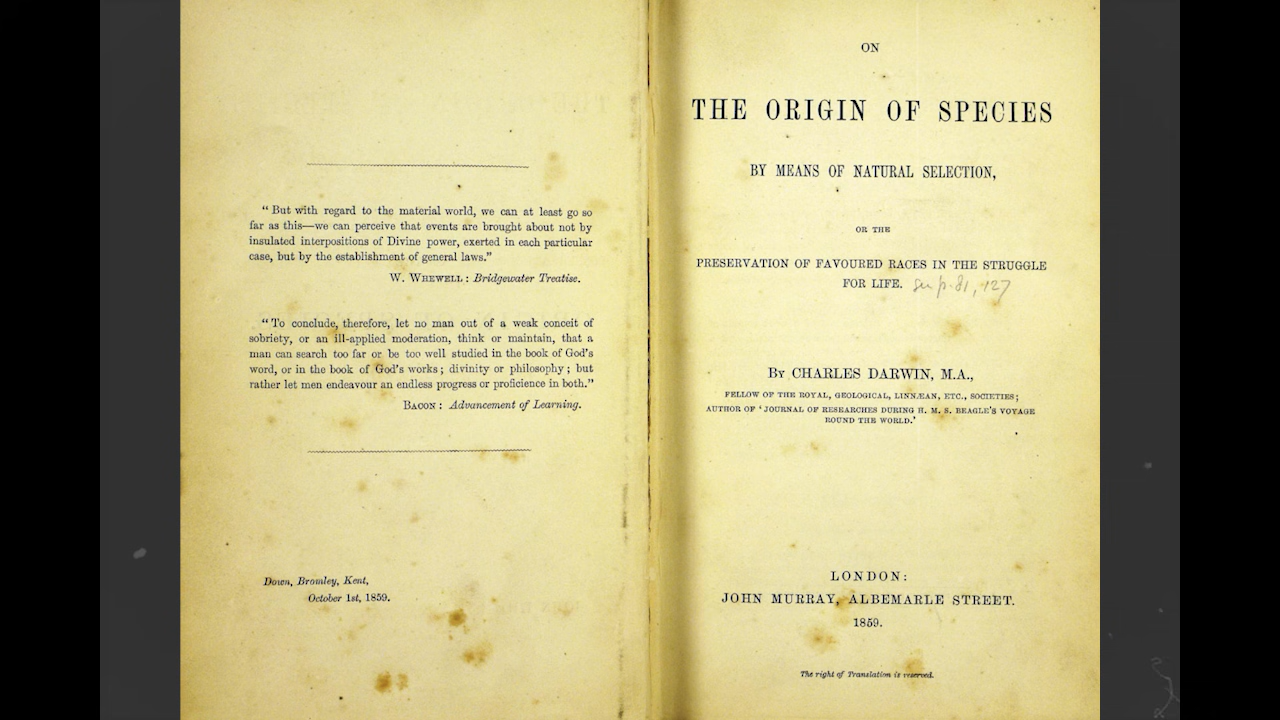 “ But with regard to the material world, we can at least go so
far as this—we can perceive that events are brought about not by
insulated interpositions of Divine power, exerted in each particular
case, but by the establishment of general laws.”
W. WHEWELL : Bridgewater Treatise.
“ To conclude, therefore, let no man out of a weak conceit of
sobriety, or an ill-applied moderation, think or maintain, that a
man can search too far or be too well studied in the book of God’s
word, or in the book of God’s works ; divinity or philosophy ; but
rather let men endeavour an endless progress or proficience in both.”
BACON : Advancement of Learning.
Down, Bromley, Kent,
October 1st, 1859.
ON
THE ORIGIN OF SPECIES
BY MEANS OF NATURAL SELECTION,
OR THE
PRESERVATION OF FAVOURED RACES IN THE STRUGGLE
FOR LIFE. p. 81, 127
BY CHARLES DARWIN, M.A.,
FELLOW OF THE ROYAL, GEOLOGICAL, LINNÆAN, ETC., SOCIETIES ;
AUTHOR OF ‘ JOURNAL OF RESEARCHES DURING H. M. S. BEAGLE’S VOYAGE
ROUND THE WORLD.’
LONDON:
JOHN MURRAY, ALBEMARLE STREET.
1859.
The right of Translation is reserved.